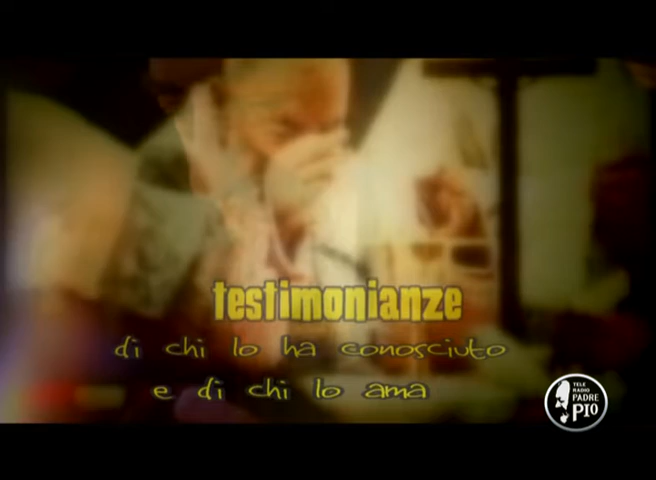 testimonianze
di chi lo ha conosciuto
e di chi lo ama
TELE
RADIO
PADRE
PIO